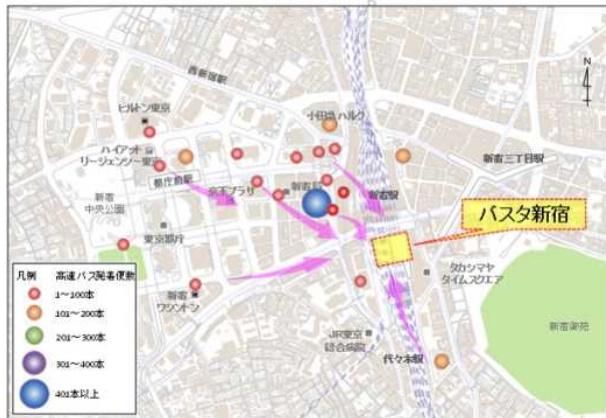 西新宿駅
N
ヒルトン東京
小田急ハルク
ハイアット
リージェンシー東京
新宿三丁目駅
都庁前駅
京王プラザ
新宿駅
新宿
中央公園
バスタ新宿
東京都庁
タカシマヤ
タイムスクエア
凡例 高速バス発着便数
1~100本
101~200本
201~300本
301~400本
401本以上
新宿
ワシントン
新宿御苑
JR東京
総合病院
代々木駅